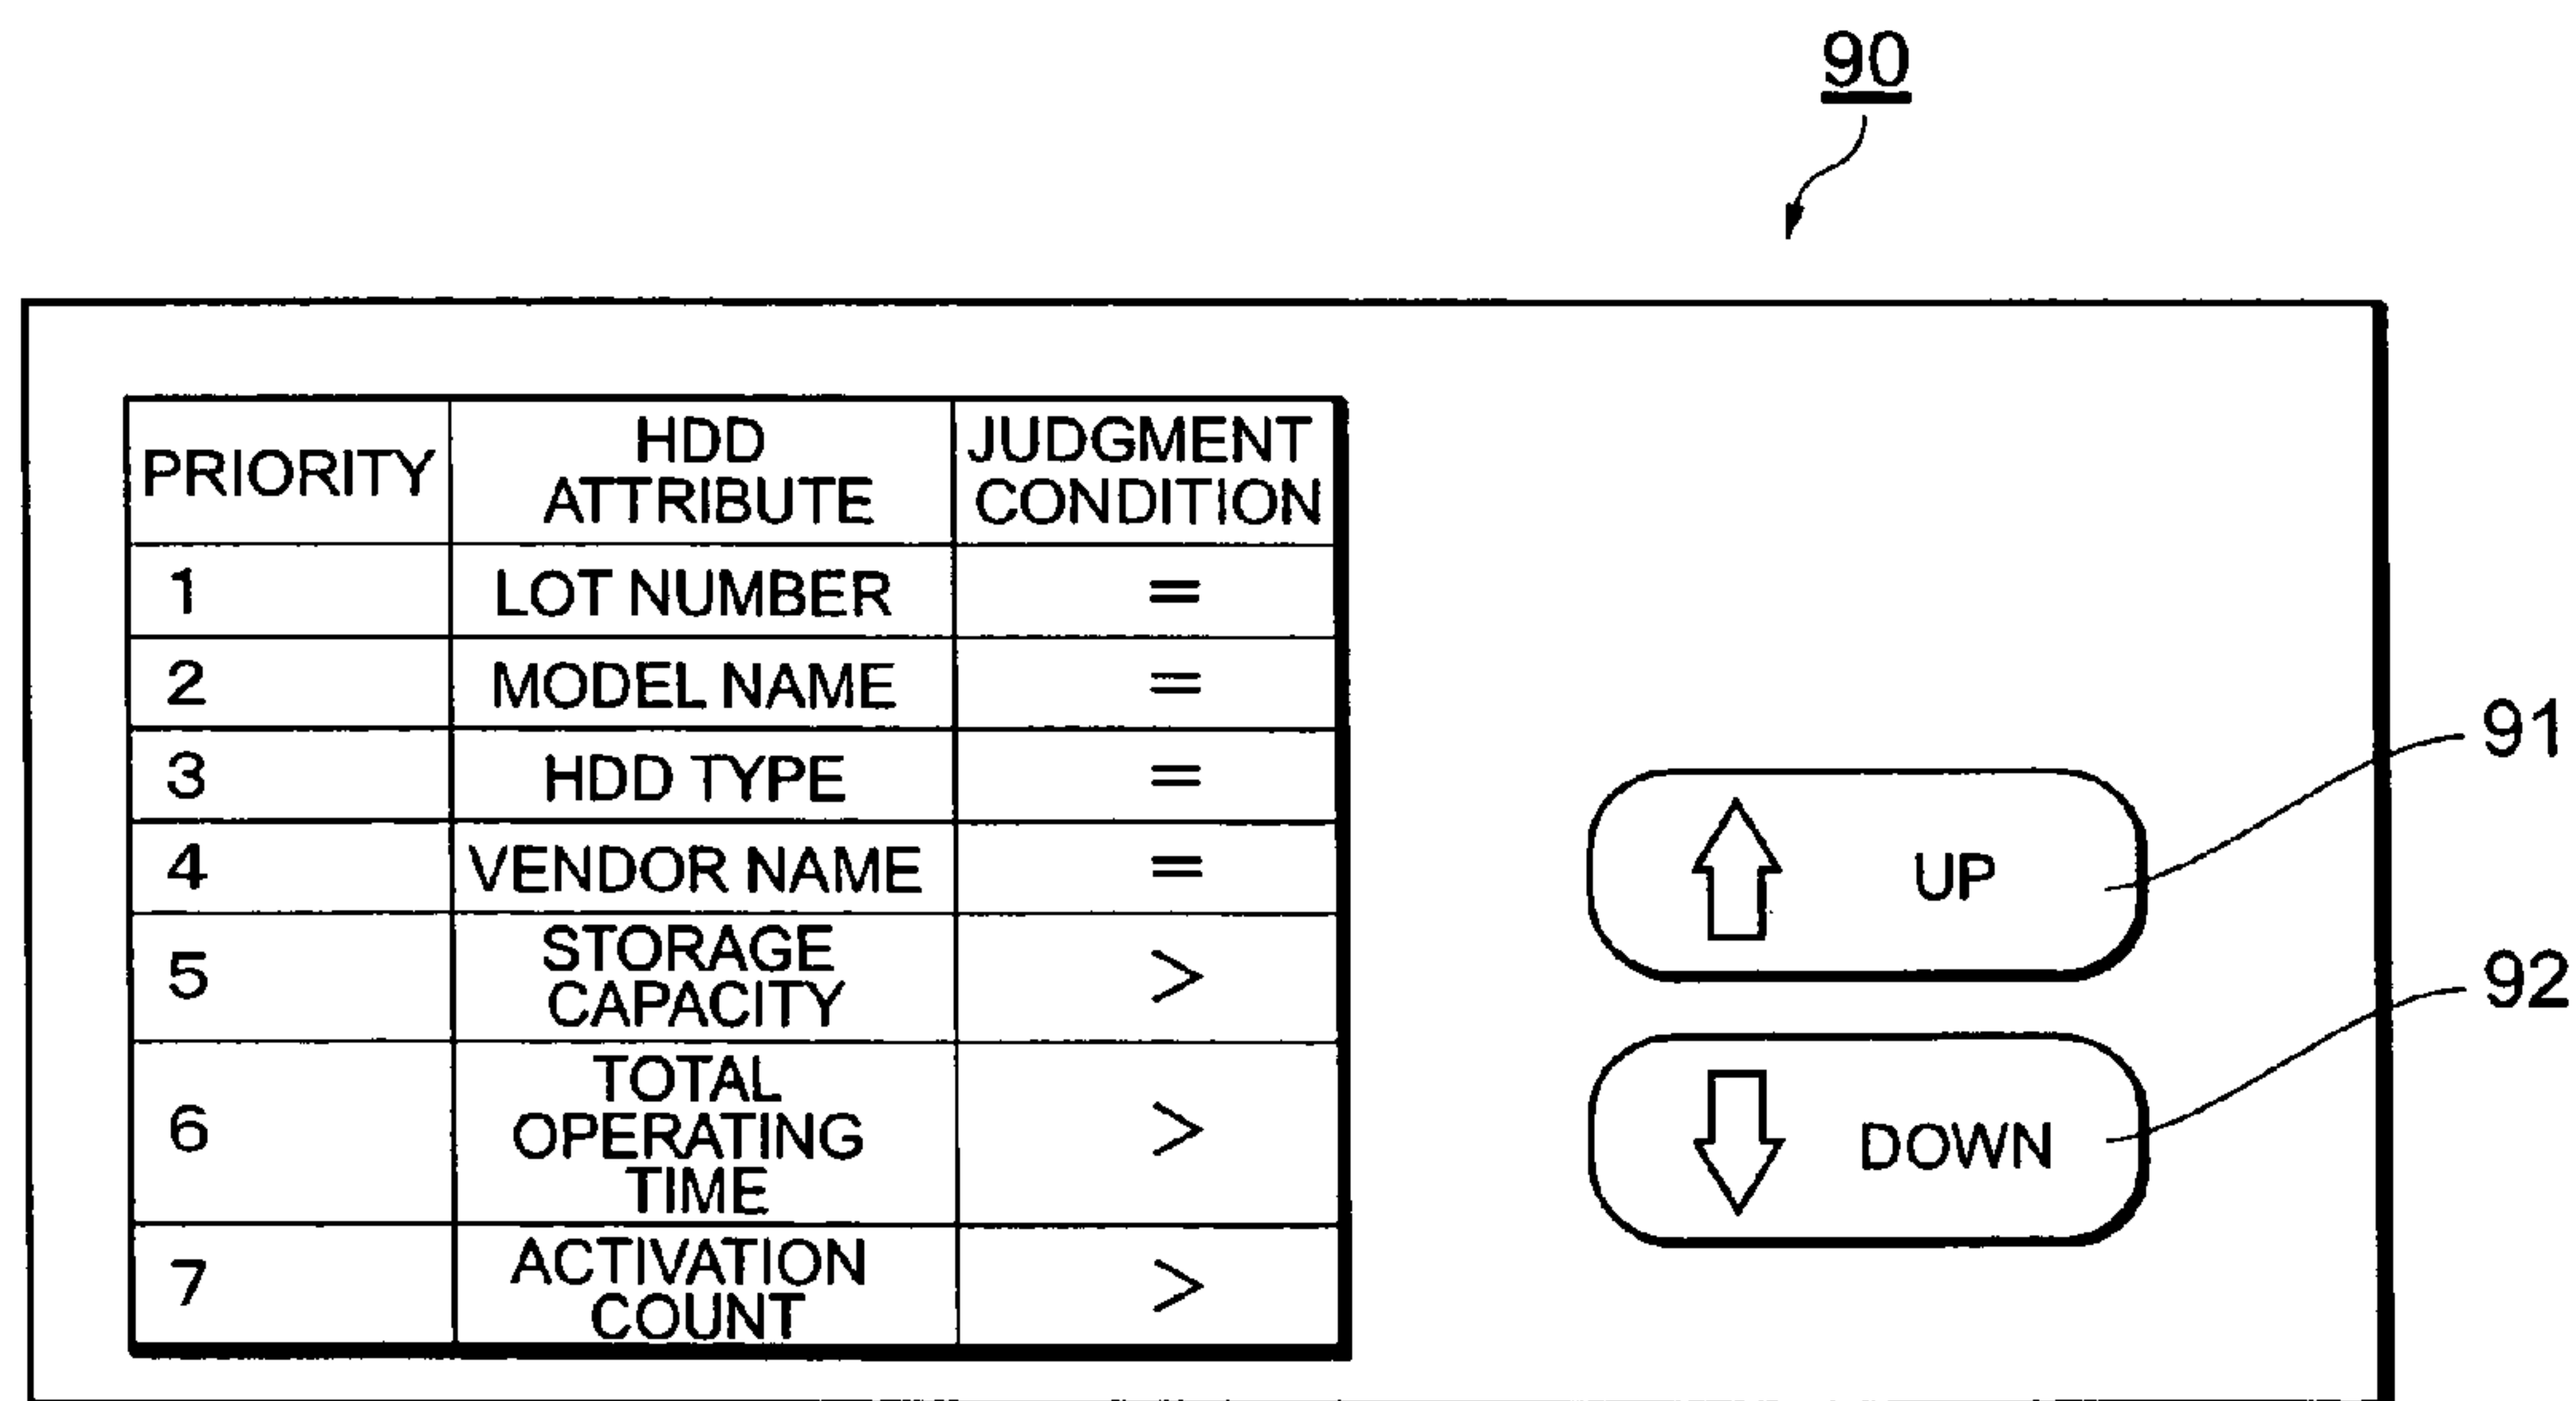 90
PRIORITY
HDD
ATTRIBUTE
JUDGMENT
CONDITION
1 LOT NUMBER =
2 MODEL NAME =
3 HDD TYPE =
4 VENDOR NAME =
5 STORAGE
CAPACITY >
6 TOTAL
OPERATING
TIME >
7 ACTIVATION
COUNT >
UP
91
DOWN
92